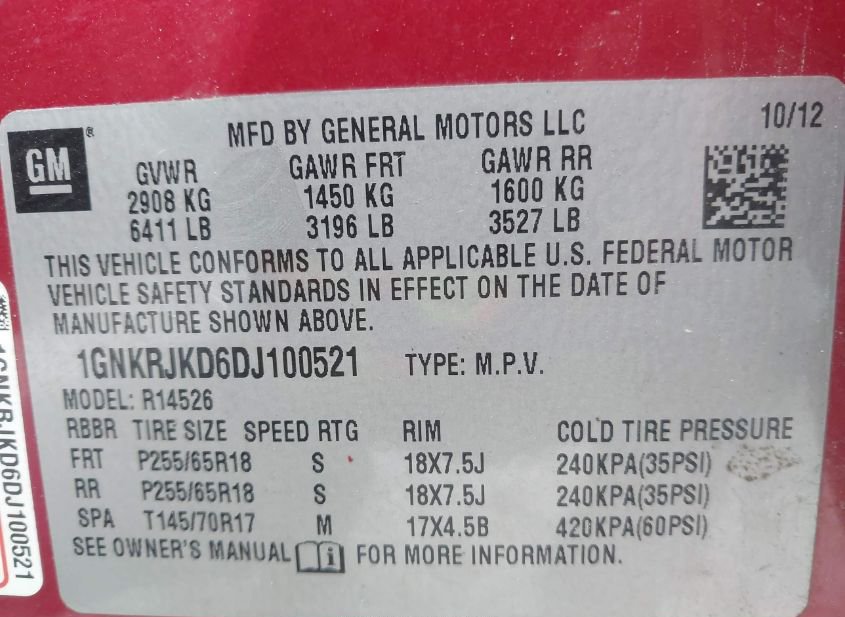 10/12
GM®
MFD BY GENERAL MOTORS LLC
GVWR GAWR FRT GAWR RR
2908 KG 1450 KG 1600 KG
6411 LB 3196 LB 3527 LB
THIS VEHICLE CONFORMS TO ALL APPLICABLE U.S. FEDERAL MOTOR
VEHICLE SAFETY STANDARDS IN EFFECT ON THE DATE OF
MANUFACTURE SHOWN ABOVE.
1GNKRJKD6DJ100521 TYPE: M.P.V.
MODEL: R14526
RBBR TIRE SIZE SPEED RTG RIM COLD TIRE PRESSURE
FRT P255/65R18 S 18X7.5J 240KPA(35PSI)
RR P255/65R18 S 18X7.5J 240KPA(35PSI)
SPA T145/70R17 M 17X4.5B 420KPA(60PSI)
SEE OWNER'S MANUAL i FOR MORE INFORMATION.
1GNKRJKD6DJ100521